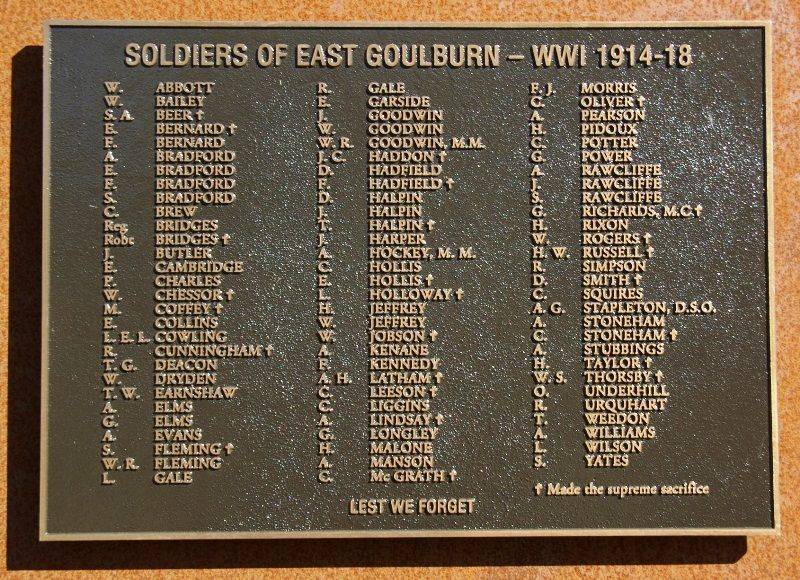 SOLDIERS OF EAST GOULBURN – WWI 1914-18
W. ABBOTT
W. BAILEY
S. A. BEER †
E. BERNARD †
F. BERNARD
A. BRADFORD
E. BRADFORD
F. BRADFORD
S. BRADFORD
C. BREW
Reg BRIDGES
Robt BRIDGES †
J. BUTLER
E. CAMBRIDGE
P. CHARLES
W. CHESSOR †
M. COFFEY †
E. COLLINS
L. E. L. COWLING
R. CUNNINGHAM †
T. G. DEACON
W. DRYDEN
T. W. EARNSHAW
A. ELMS
G. ELMS
A. EVANS
S. FLEMING †
W. R. FLEMING
L. GALE
R. GALE
E. GARSIDE
J. GOODWIN
W. GOODWIN
W. R. GOODWIN, M.M.
J. C. HADDON †
D. HADFIELD
F. HADFIELD †
D. HALPIN
J. HALPIN
T. HALPIN †
J. HARPER
A. HOCKEY, M. M.
C. HOLLIS
E. HOLLIS †
L. HOLLOWAY †
H. JEFFREY
W. JEFFREY
W. JOBSON †
A. KENANE
F. KENNEDY
A. H. LATHAM †
C. LEESON †
C. LIGGINS
A. LINDSAY †
G. LONGLEY
H. MALONE
A. MANSON
C. Mc GRATH †
F. J. MORRIS
C. OLIVER †
A. PEARSON
H. PIDOUX
C. POTTER
G. POWER
A. RAWCLIFFE
J. RAWCLIFFE
S. RAWCLIFFE
G. RICHARDS, M.C. †
H. RIXON
W. ROGERS †
H. W. RUSSELL †
R. SIMPSON
D. SMITH †
C. SQUIRES
A. G. STAPLETON, D.S.O.
A. STONEHAM
C. STONEHAM †
A. STUBBINGS
H. TAYLOR †
W. S. THORSBY †
O. UNDERHILL
R. URQUHART
T. WEEDON
A. WILLIAMS
L. WILSON
S. YATES
† Made the supreme sacrifice
LEST WE FORGET